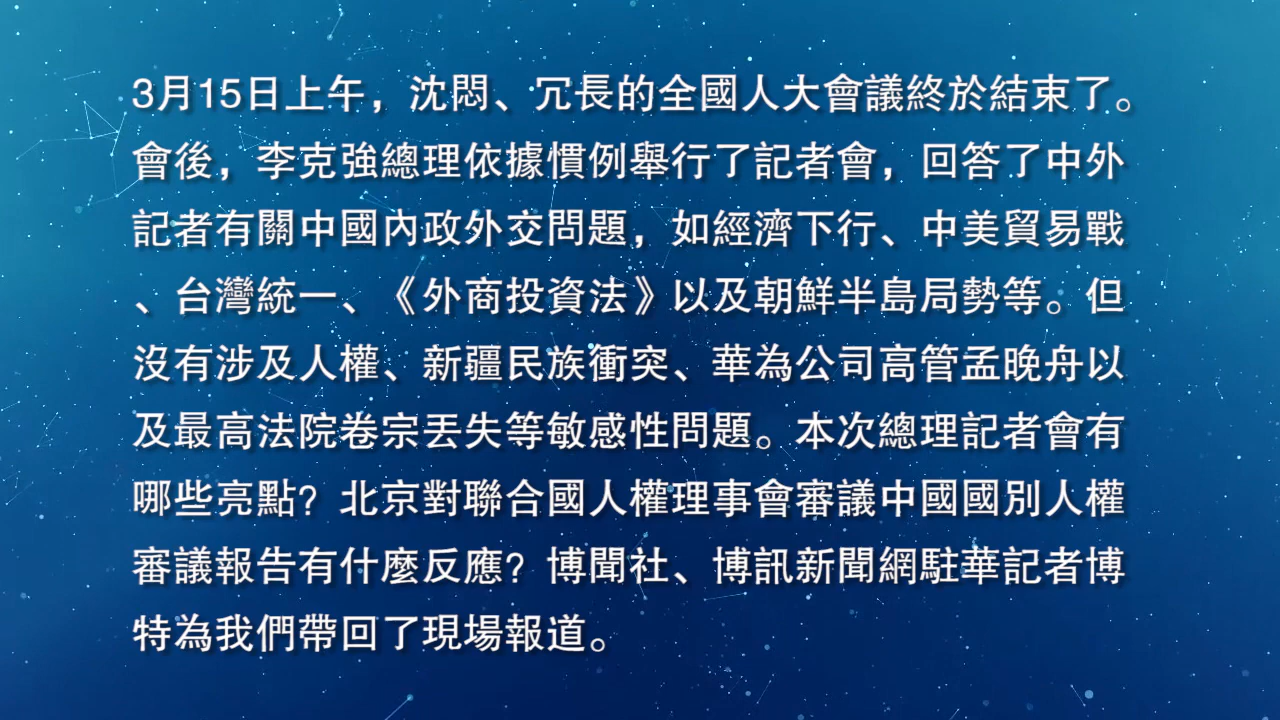 3月15日上午，沈悶、冗長的全國人大會議終於結束了。
會後，李克強總理依據慣例舉行了記者會，回答了中外
記者有關中國內政外交問題，如經濟下行、中美貿易戰
、台灣統一、《外商投資法》以及朝鮮半島局勢等。但
沒有涉及人權、新疆民族衝突、華為公司高管孟晚舟以
及最高法院卷宗丟失等敏感性問題。本次總理記者會有
哪些亮點？北京對聯合國人權理事會審議中國國別人權
審議報告有什麼反應？博聞社、博訊新聞網駐華記者博
特為我們帶回了現場報道。